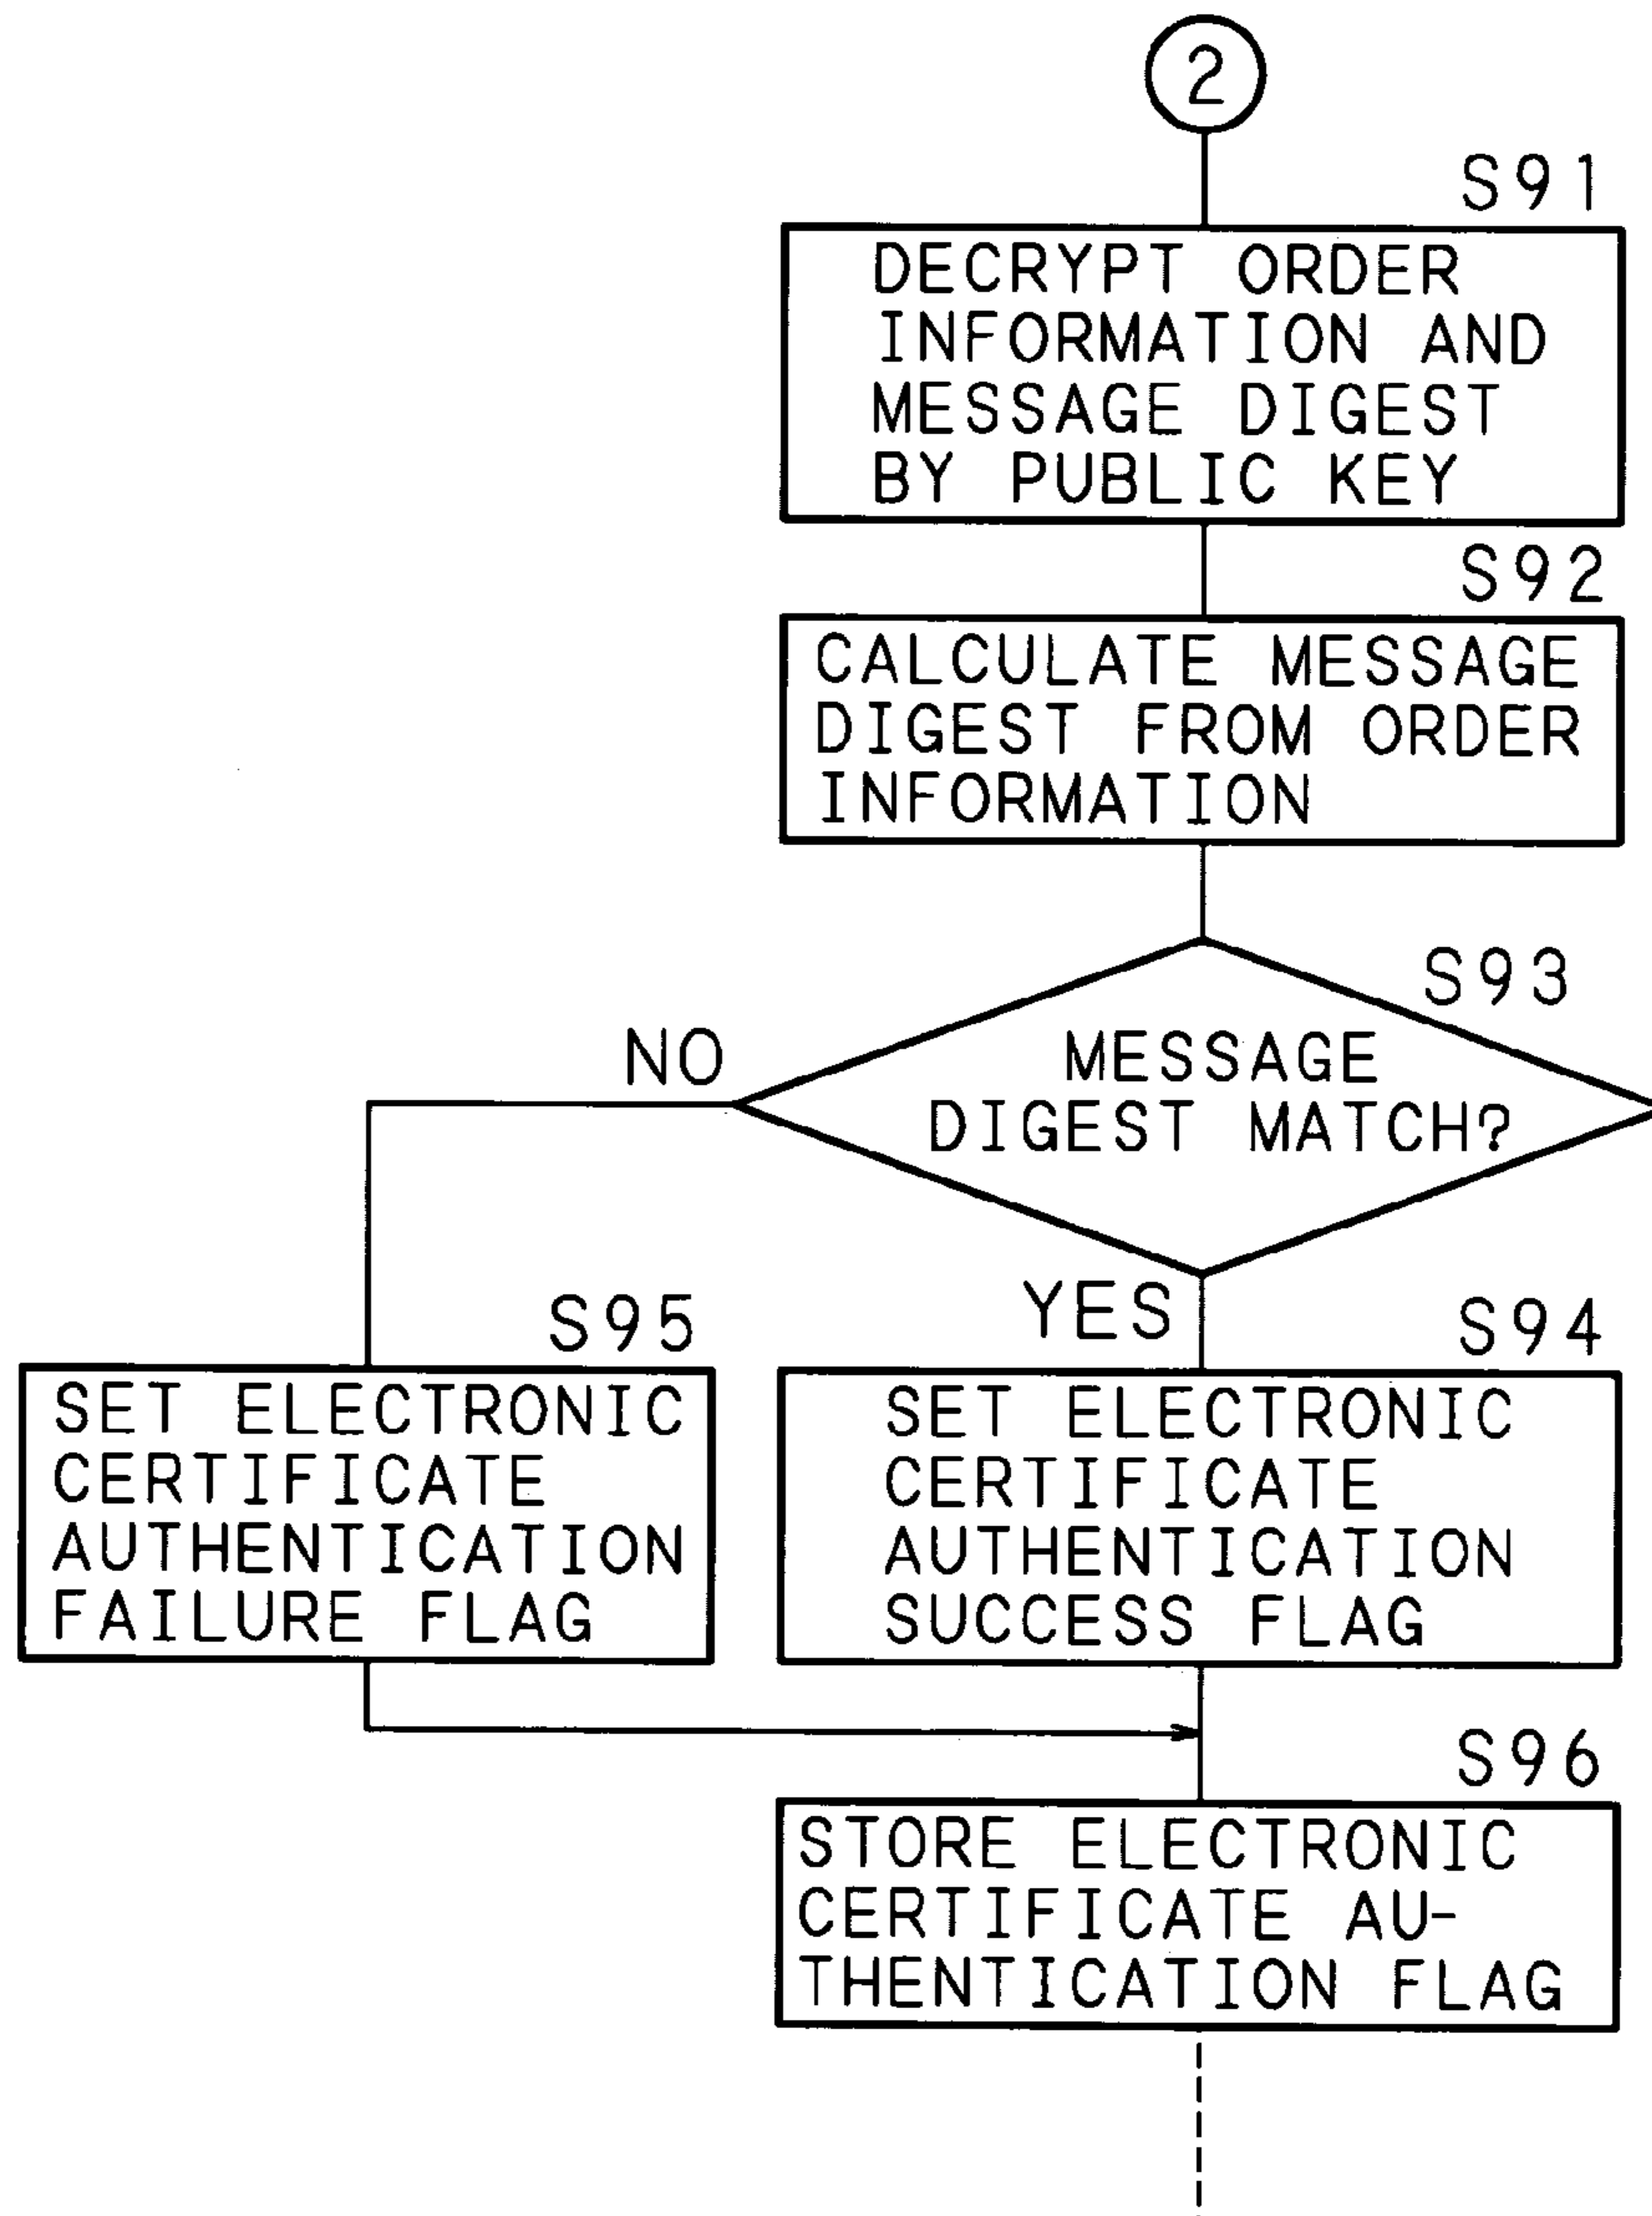 2
S91
DECRYPT ORDER
INFORMATION AND
MESSAGE DIGEST
BY PUBLIC KEY
S92
CALCULATE MESSAGE
DIGEST FROM ORDER
INFORMATION
S93
NO
MESSAGE
DIGEST MATCH?
YES
S95
S94
SET ELECTRONIC
CERTIFICATE
AUTHENTICATION
FAILURE FLAG
SET ELECTRONIC
CERTIFICATE
AUTHENTICATION
SUCCESS FLAG
S96
STORE ELECTRONIC
CERTIFICATE AU-
THENTICATION FLAG